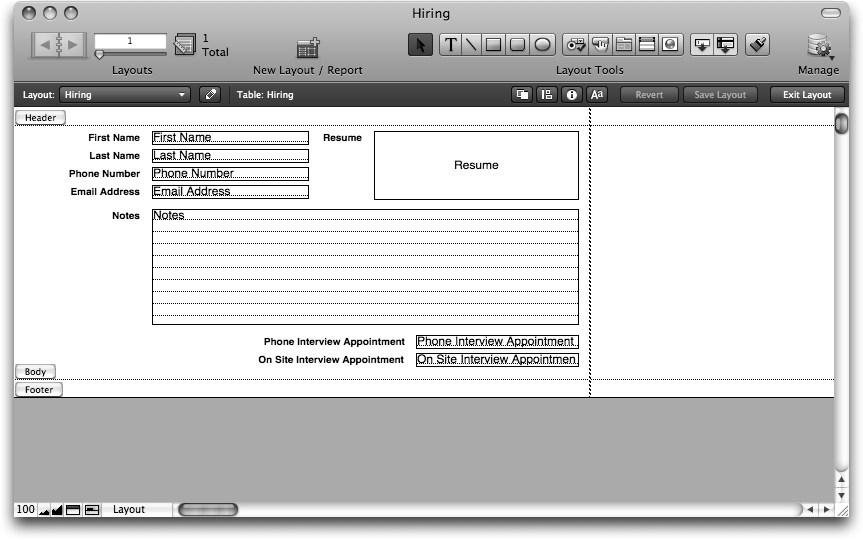 Hiring
1
1
Total
Layouts
New Layout / Report
T
Layout Tools
Manage
Layout: Hiring
Table: Hiring
Aa
Revert
Save Layout
Exit Layout
Header
First Name First Name
Resume
Resume
Last Name Last Name
Phone Number Phone Number
Email Address Email Address
Notes Notes
Phone Interview Appointment Phone Interview Appointment
On Site Interview Appointment On Site Interview Appointmen
Body
Footer
100
Layout